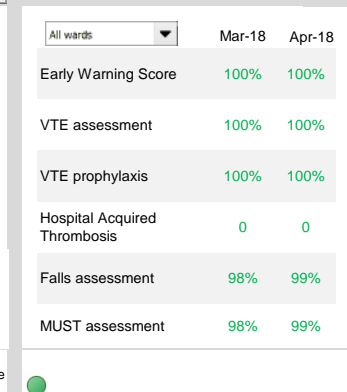 All wards Mar-18 Apr-18
Early Warning Score 100% 100%
VTE assessment 100% 100%
VTE prophylaxis 100% 100%
Hospital Acquired
Thrombosis 0 0
Falls assessment 98% 99%
MUST assessment 98% 99%
e